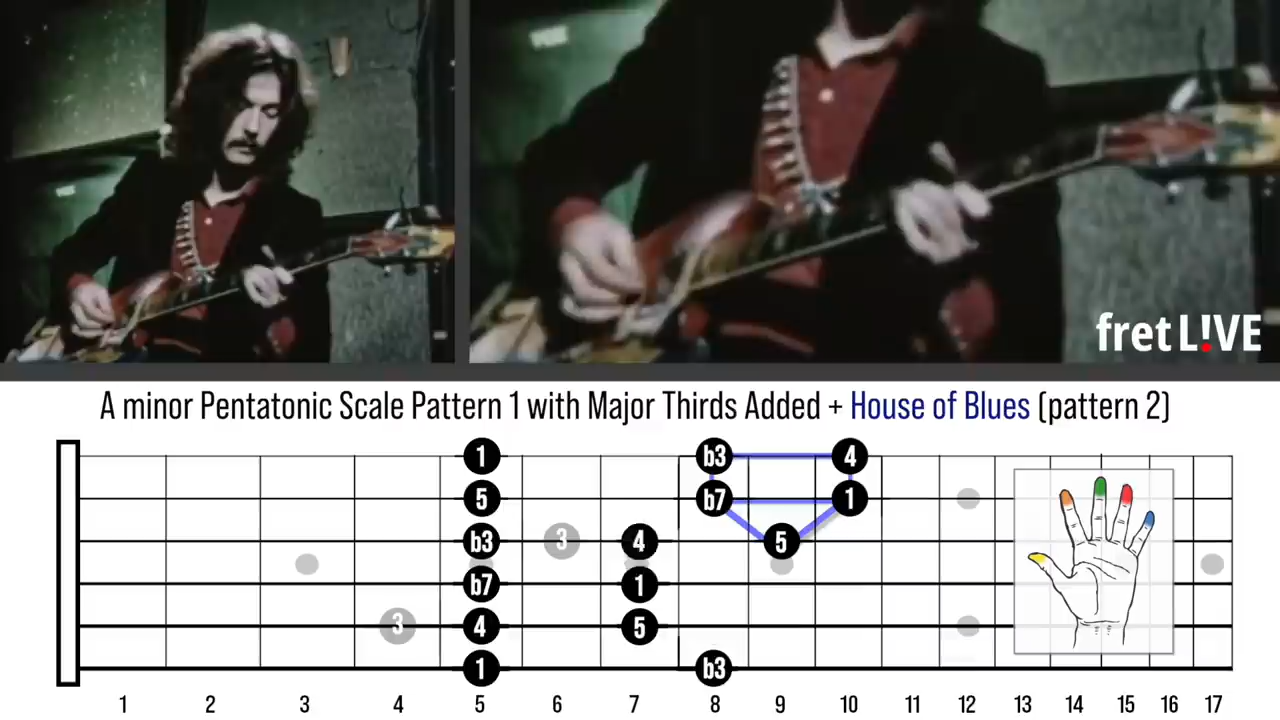 fret L!VE
A minor Pentatonic Scale Pattern 1 with Major Thirds Added + House of Blues (pattern 2)
1 b3 4
5 b7 1
b3 3 4 5
b7 1
3 4 5
1 b3
1 2 3 4 5 6 7 8 9 10 11 12 13 14 15 16 17